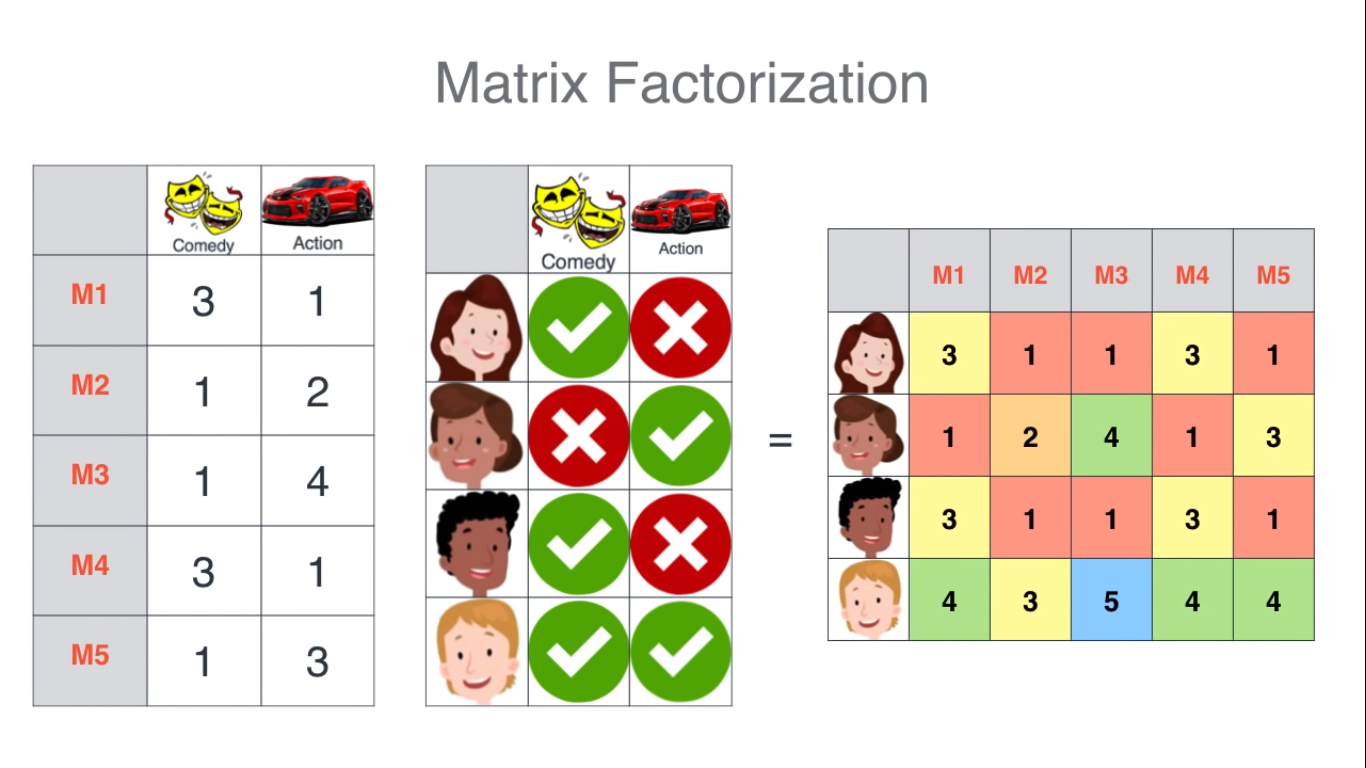 Matrix Factorization
Comedy Action
M1 3 1
M2 1 2
M3 1 4
M4 3 1
M5 1 3
Comedy Action
=
M1 M2 M3 M4 M5
3 1 1 3 1
1 2 4 1 3
3 1 1 3 1
4 3 5 4 4